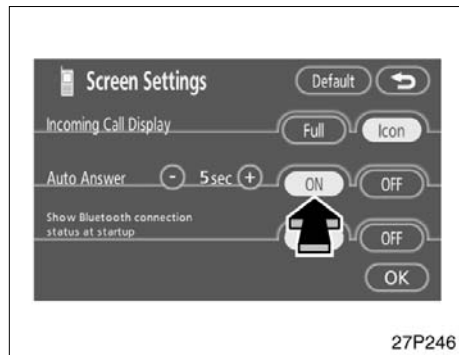 Screen Settings Default
Incoming Call Display Full Icon
Auto Answer - 5sec + ON OFF
Show Bluetooth connection
status at startup OFF
OK
27P246